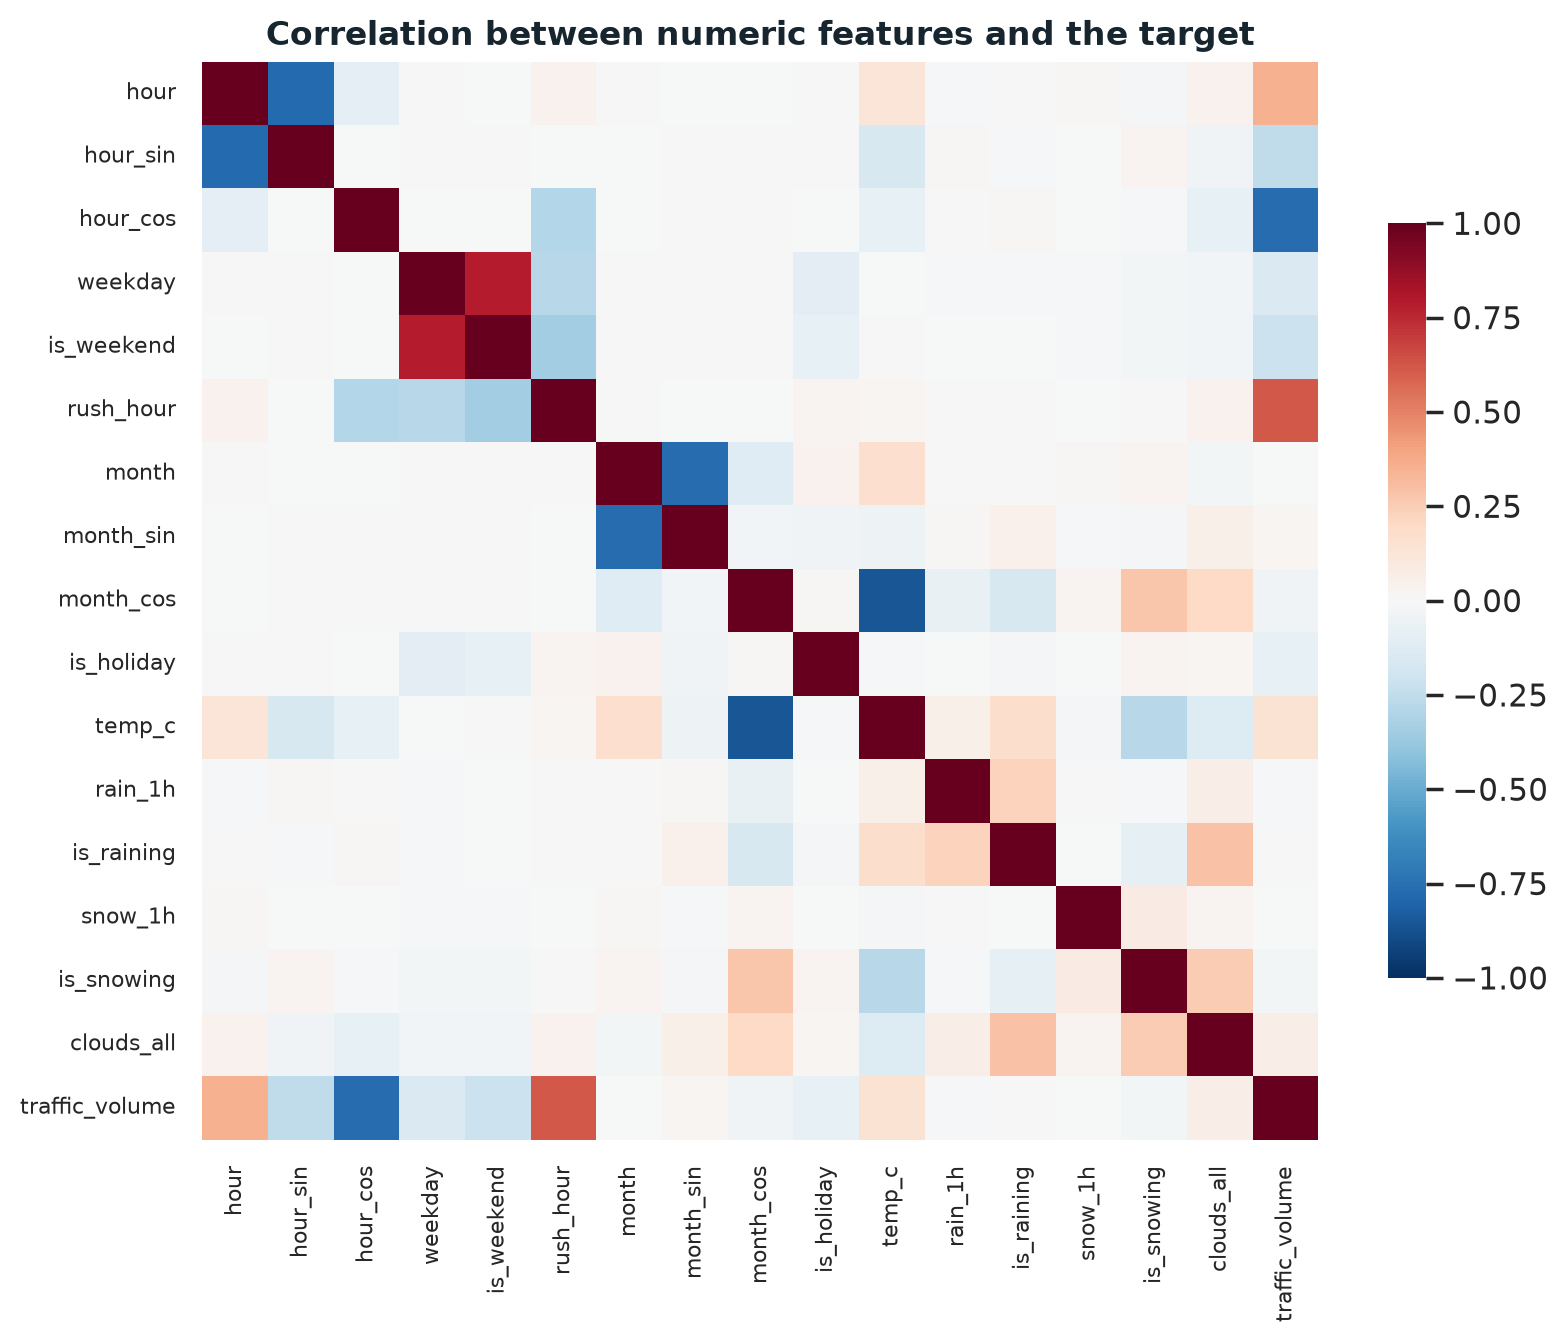 Correlation between numeric features and the target
hour
hour_sin
hour_cos
weekday
is_weekend
rush_hour
month
month_sin
month_cos
is_holiday
temp_c
rain_1h
is_raining
snow_1h
is_snowing
clouds_all
traffic_volume
hour
hour_sin
hour_cos
weekday
is_weekend
rush_hour
month
month_sin
month_cos
is_holiday
temp_c
rain_1h
is_raining
snow_1h
is_snowing
clouds_all
traffic_volume
1.00
0.75
0.50
0.25
0.00
−0.25
−0.50
−0.75
−1.00